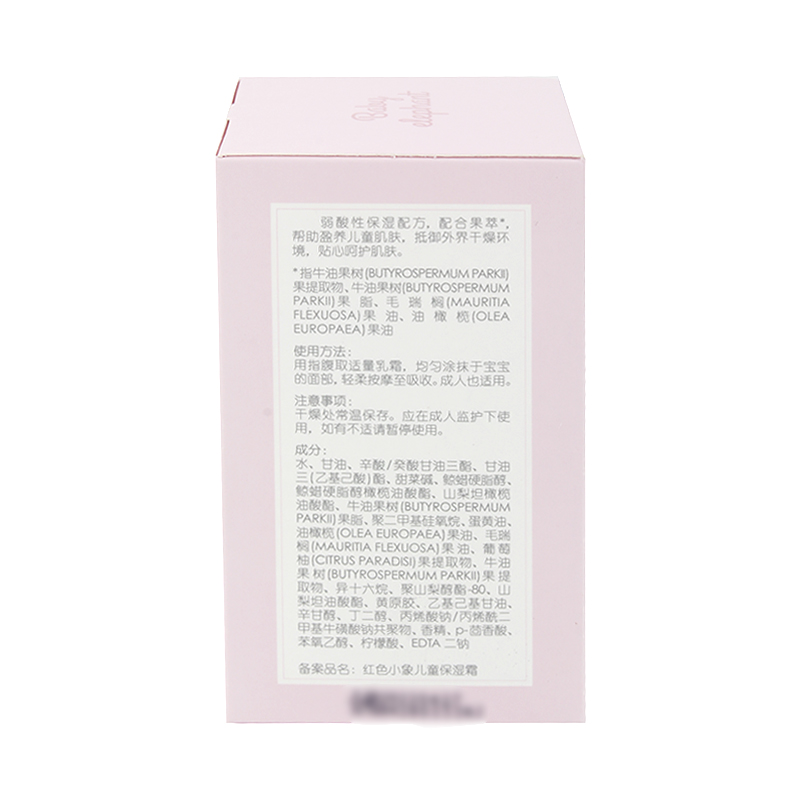 Baby
elephant
弱酸性保湿配方，配合果萃*，
帮助盈养儿童肌肤，抵御外界干燥环
境，贴心呵护肌肤。
*指牛油果树(BUTYROSPERMUM PARKII)
果提取物、牛油果树(BUTYROSPERMUM
PARKII)果 脂、毛 瑞 榈(MAURITIA
FLEXUOSA)果 油、油 橄 榄(OLEA
EUROPAEA)果油
使用方法：
用指腹取适量乳霜，均匀涂抹于宝宝
的面部，轻柔按摩至吸收。成人也适用。
注意事项：
干燥处常温保存。应在成人监护下使
用，如有不适请暂停使用。
成分：
水、甘油、辛酸/癸酸甘油三酯、甘油
三(乙基己酸)酯、甜菜碱、鲸蜡硬脂醇、
鲸蜡硬脂醇橄榄油酸酯、山梨坦橄榄
油酸酯、牛油果树(BUTYROSPERMUM
PARKII)果脂、聚二甲基硅氧烷、蛋黄油、
油橄榄(OLEA EUROPAEA)果油、毛瑞
榈(MAURITIA FLEXUOSA)果油、葡萄
柚(CITRUS PARADISI)果提取物、牛油
果树(BUTYROSPERMUM PARKII)果提
取物、异十六烷、聚山梨醇酯-80、山
梨坦油酸酯、黄原胶、乙基己基甘油、
辛甘醇、丁二醇、丙烯酸钠/丙烯酰二
甲基牛磺酸钠共聚物、香精、p-茴香酸、
苯氧乙醇、柠檬酸、EDTA 二钠
备案品名：红色小象儿童保湿霜